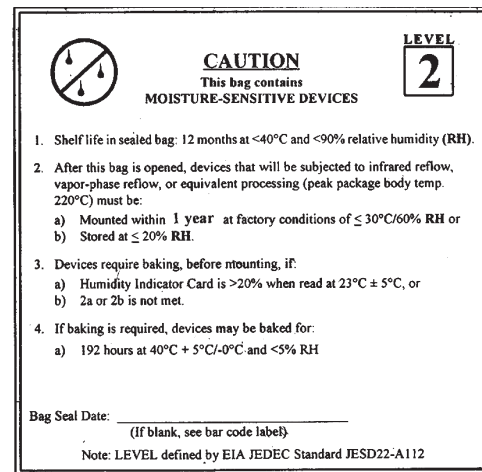 LEVEL
2
CAUTION
This bag contains
MOISTURE-SENSITIVE DEVICES
1. Shelf life in sealed bag: 12 months at <40°C and <90% relative humidity (RH).
2. After this bag is opened, devices that will be subjected to infrared reflow,
vapor-phase reflow, or equivalent processing (peak package body temp.
220°C) must be:
a) Mounted within 1 year at factory conditions of ≤ 30°C/60% RH or
b) Stored at ≤ 20% RH.
3. Devices require baking, before mounting, if:
a) Humidity Indicator Card is >20% when read at 23°C ± 5°C, or
b) 2a or 2b is not met.
4. If baking is required, devices may be baked for:
a) 192 hours at 40°C + 5°C/-0°C and <5% RH
Bag Seal Date:
(If blank, see bar code label)
Note: LEVEL defined by EIA JEDEC Standard JESD22-A112